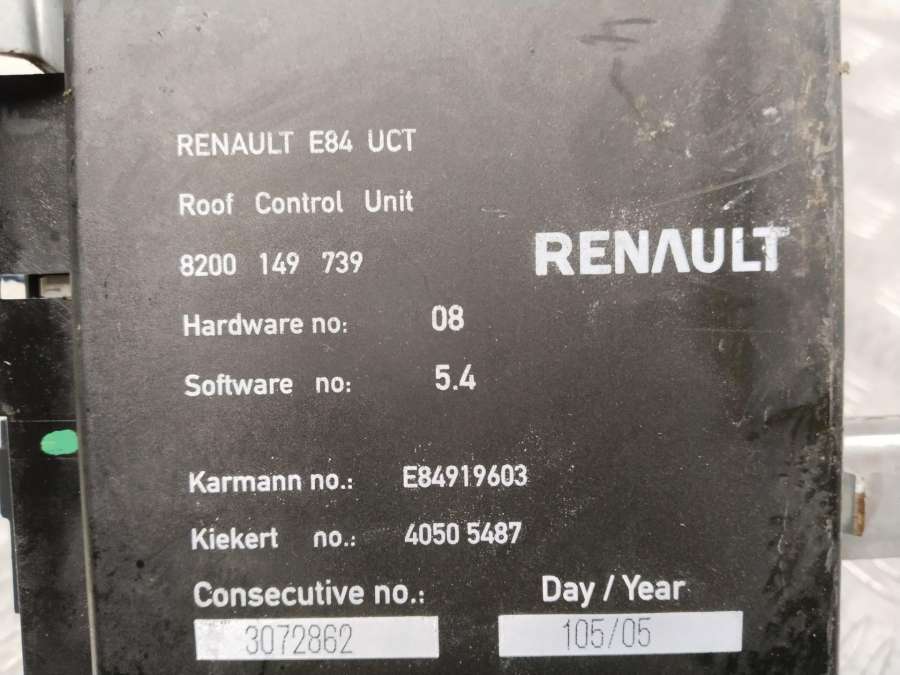 RENAULT E84 UCT
Roof Control Unit
8200 149 739
RENAULT
Hardware no: 08
Software no: 5.4
Karmann no.: E84919603
Kiekert no.: 4050 5487
Consecutive no.: Day / Year
3072862 105/05